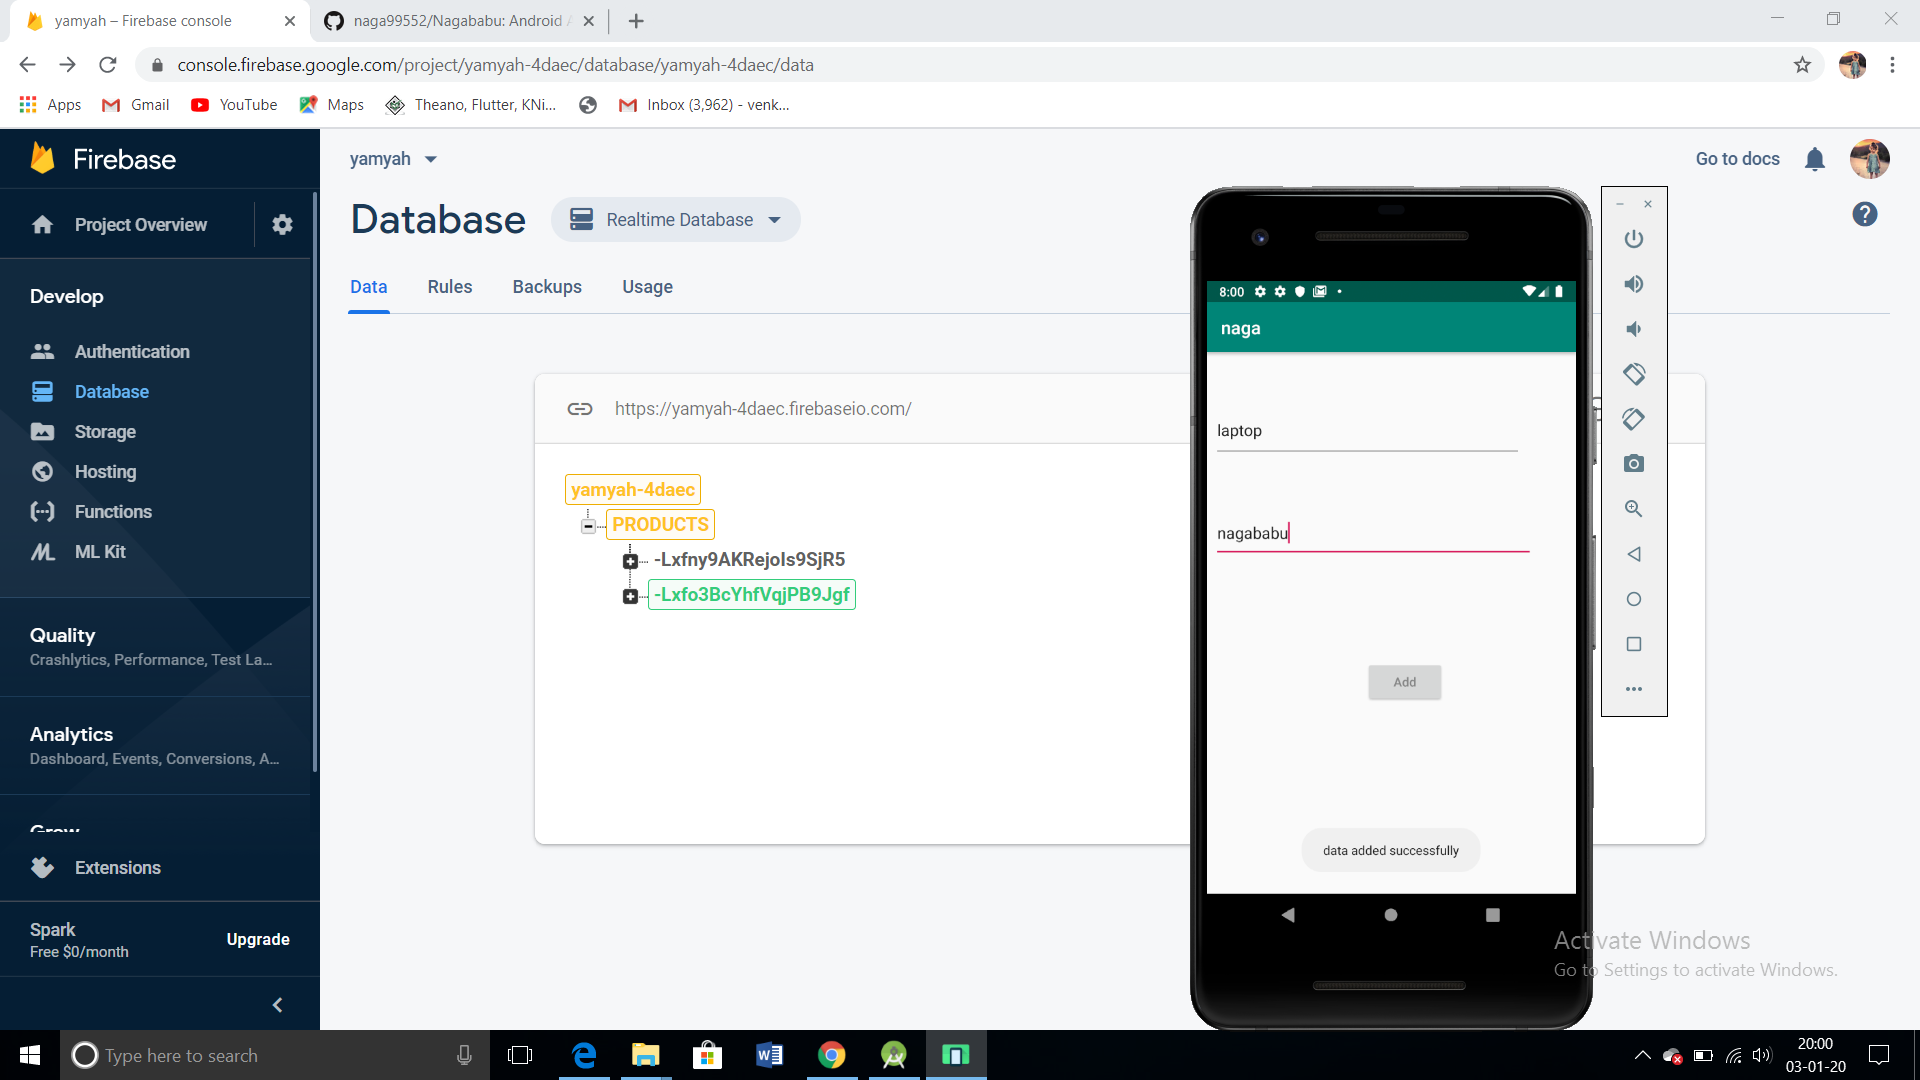 yamyah – Firebase console
naga99552/Nagababu: Android
console.firebase.google.com/project/yamyah-4daec/database/yamyah-4daec/data
Apps Gmail YouTube Maps Theano, Flutter, KNi... Inbox (3,962) - venk...
Firebase
Project Overview
Develop
Authentication
Database
Storage
Hosting
Functions
ML Kit
Quality
Crashlytics, Performance, Test La...
Analytics
Dashboard, Events, Conversions, A...
Grow
Extensions
Spark
Free $0/month
Upgrade
yamyah
Go to docs
Database
Realtime Database
Data Rules Backups Usage
https://yamyah-4daec.firebaseio.com/
yamyah-4daec
PRODUCTS
-Lxfo3BcYhfVqjPB9Jgf
8:00
naga
laptop
nagababu
Add
data added successfully
Activate Windows
Go to Settings to activate Windows.
Type here to search
20:00
03-01-20